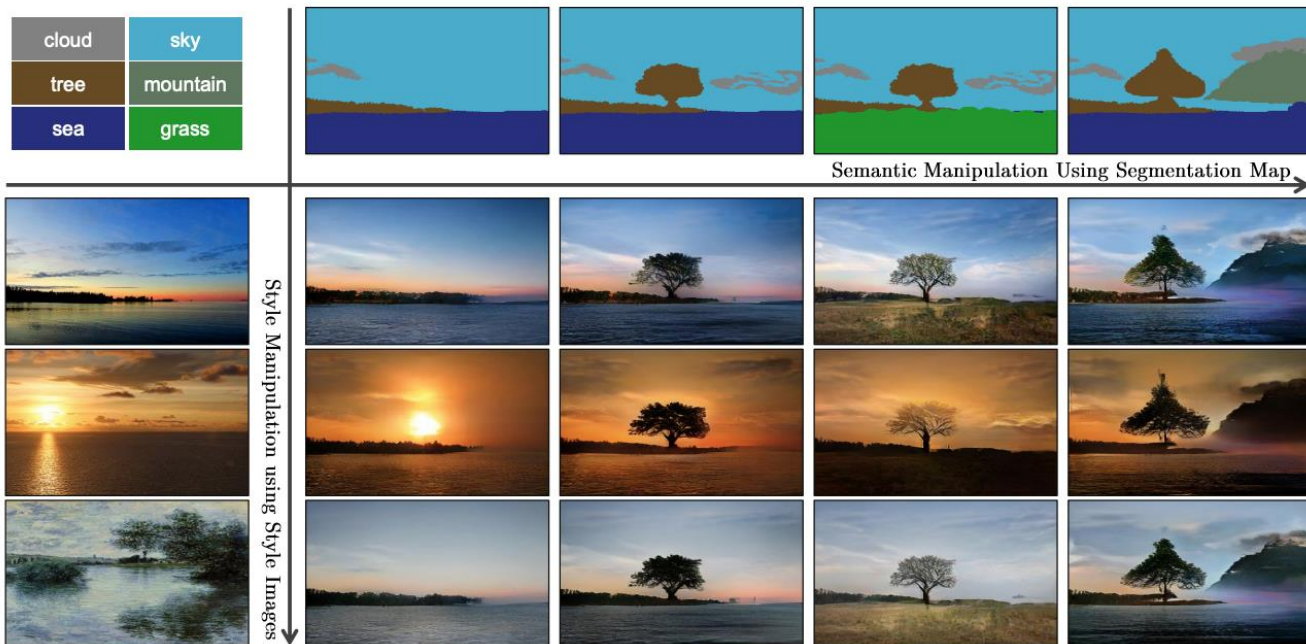 cloud
sky
tree
mountain
sea
grass
Semantic Manipulation Using Segmentation Map
Style Manipulation using Style Images